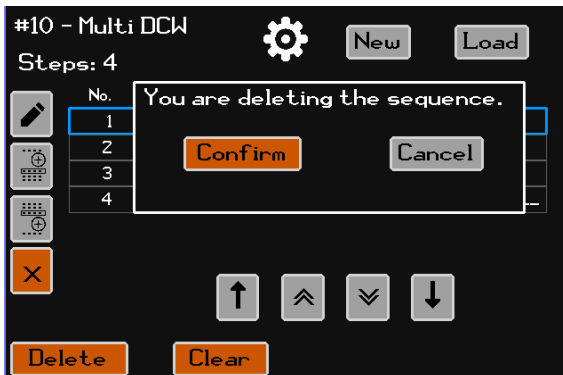 #10 - Multi DCW
New
Load
Steps: 4
No.
You are deleting the sequence.
1
2
Confirm
Cancel
3
4
Delete
Clear